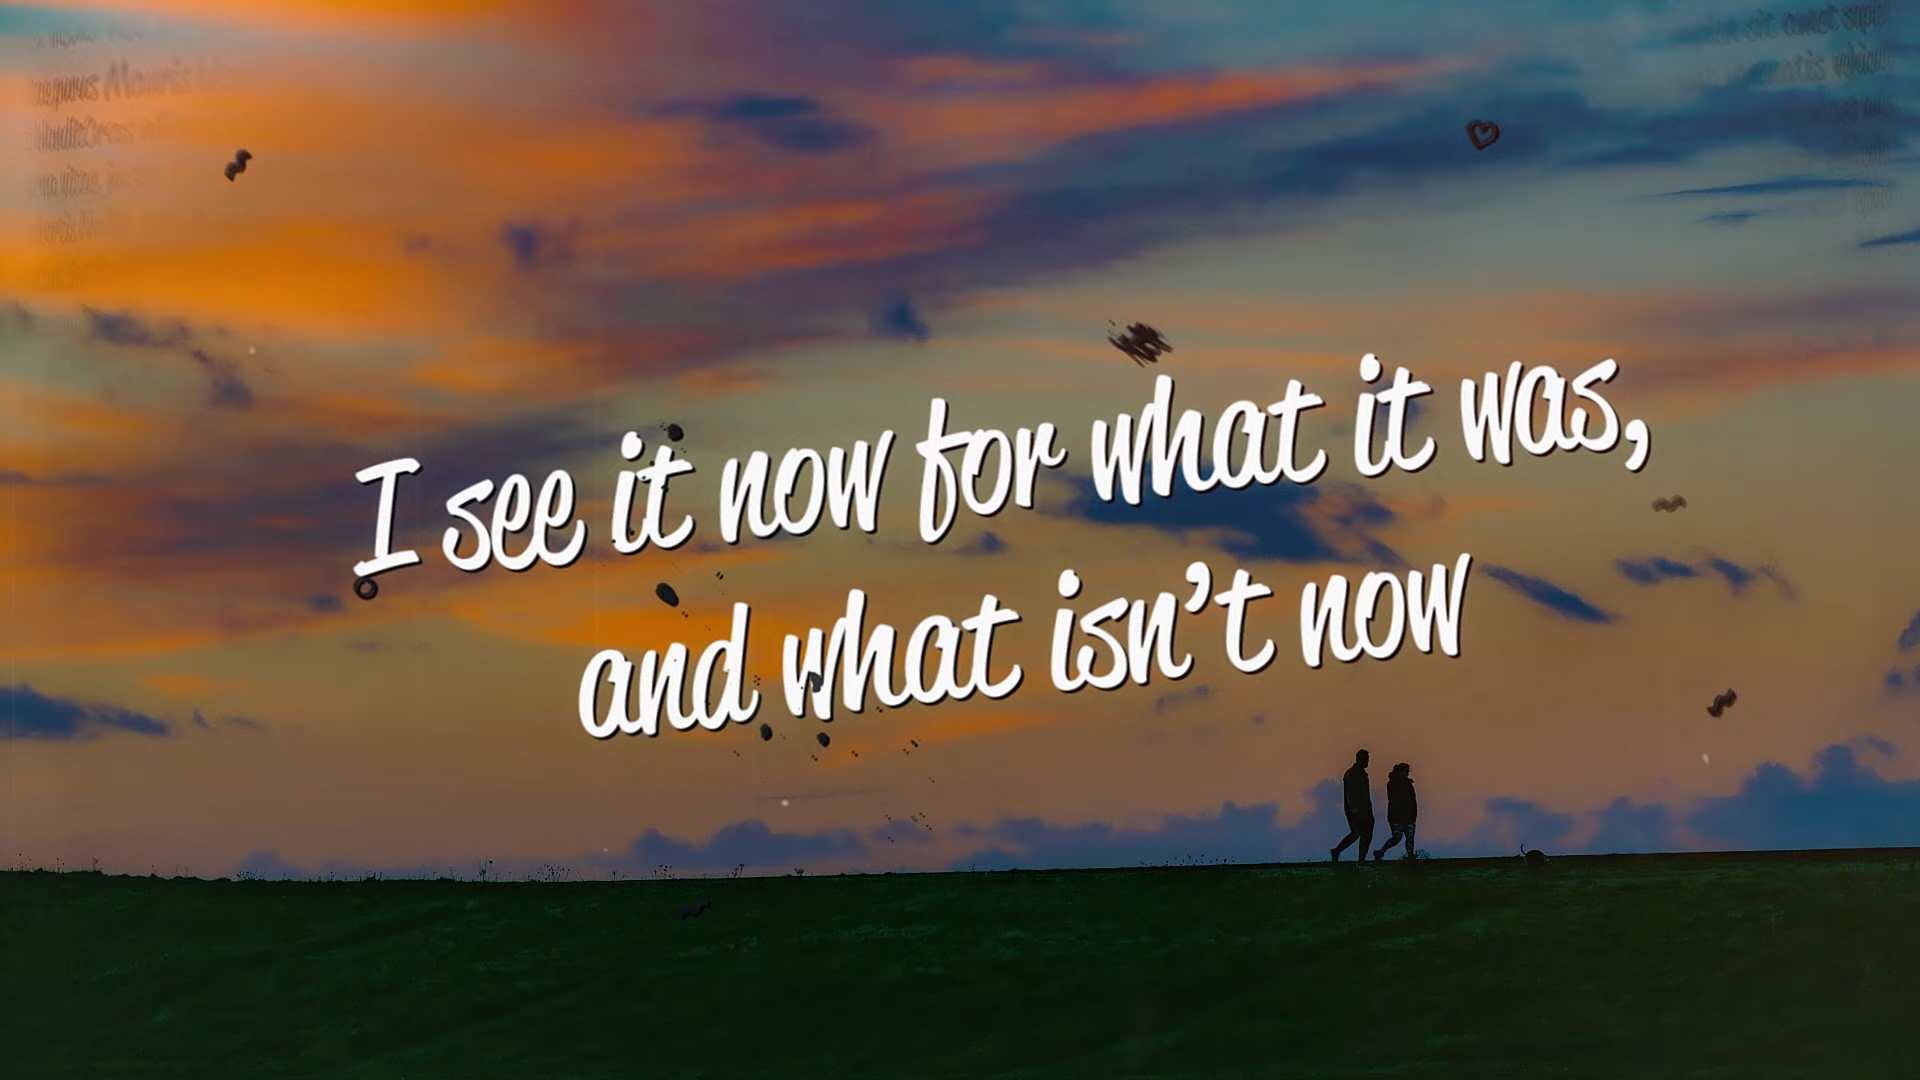 I see it now for what it was,
and what isn't now